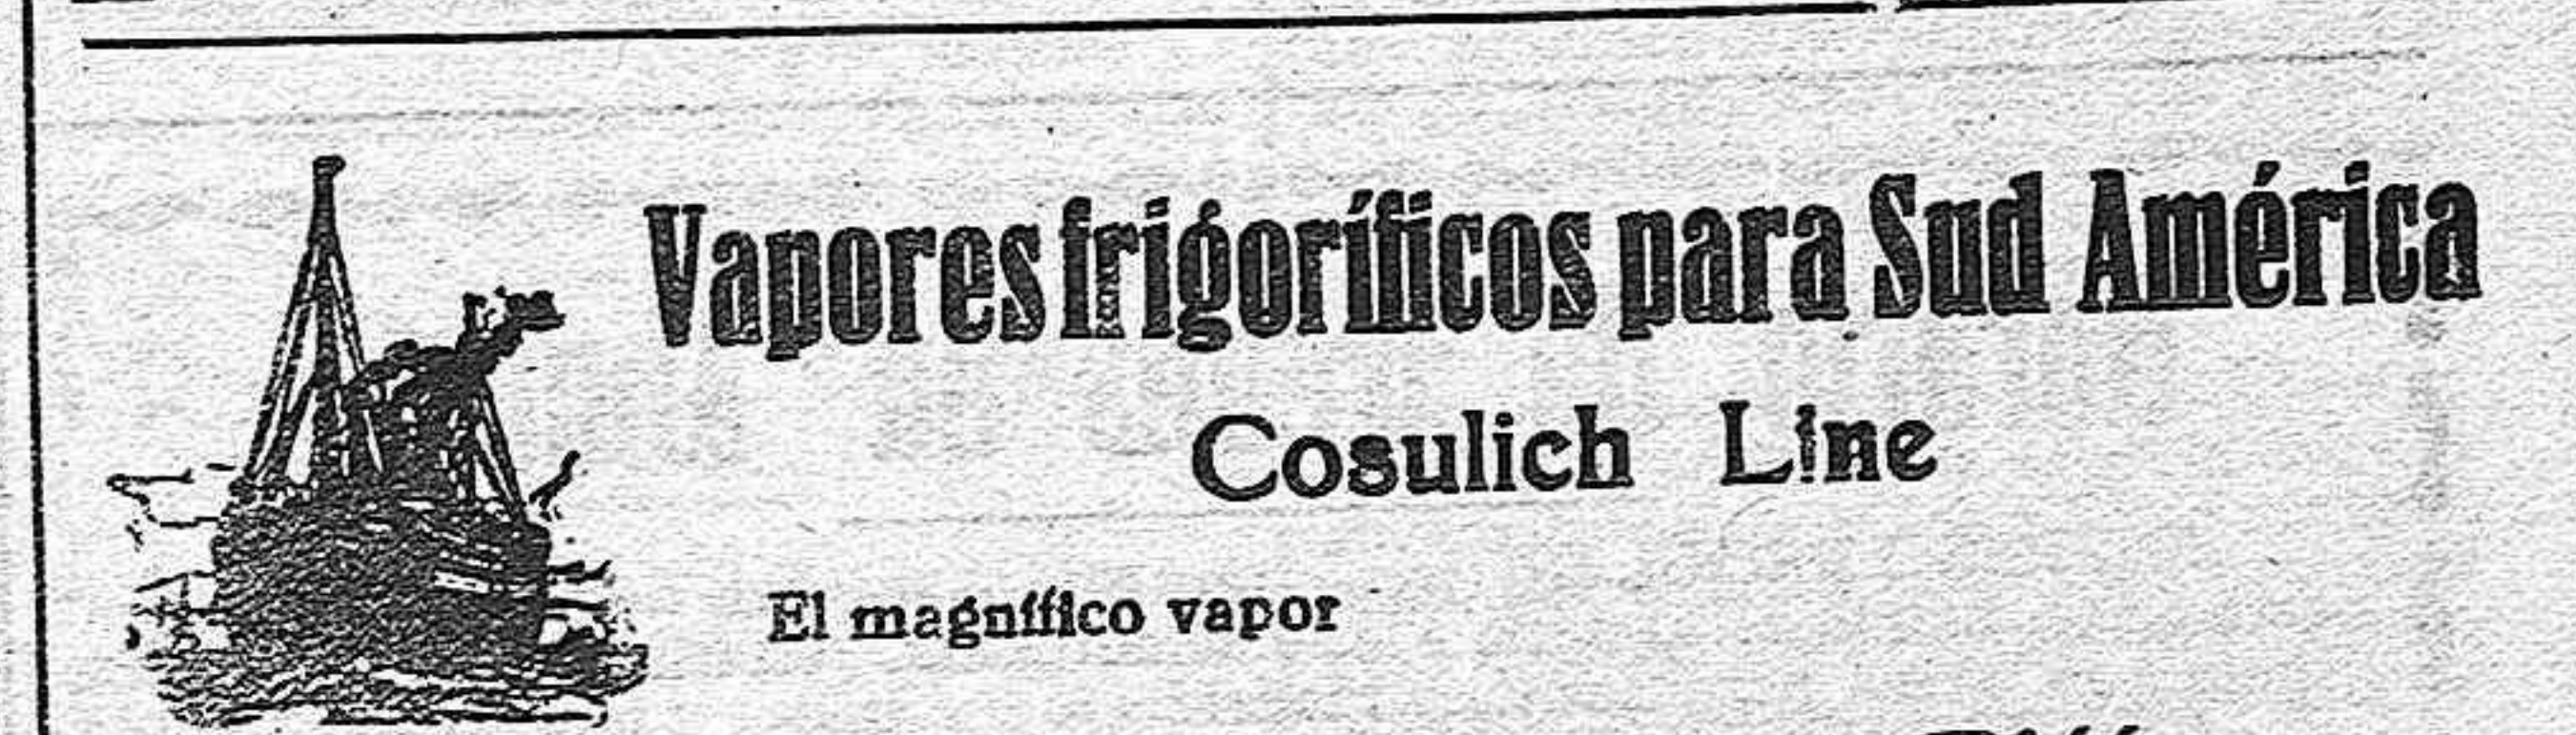 Vapores frigoríficos para Sud América
Cosulich Line
El magnífico vapor